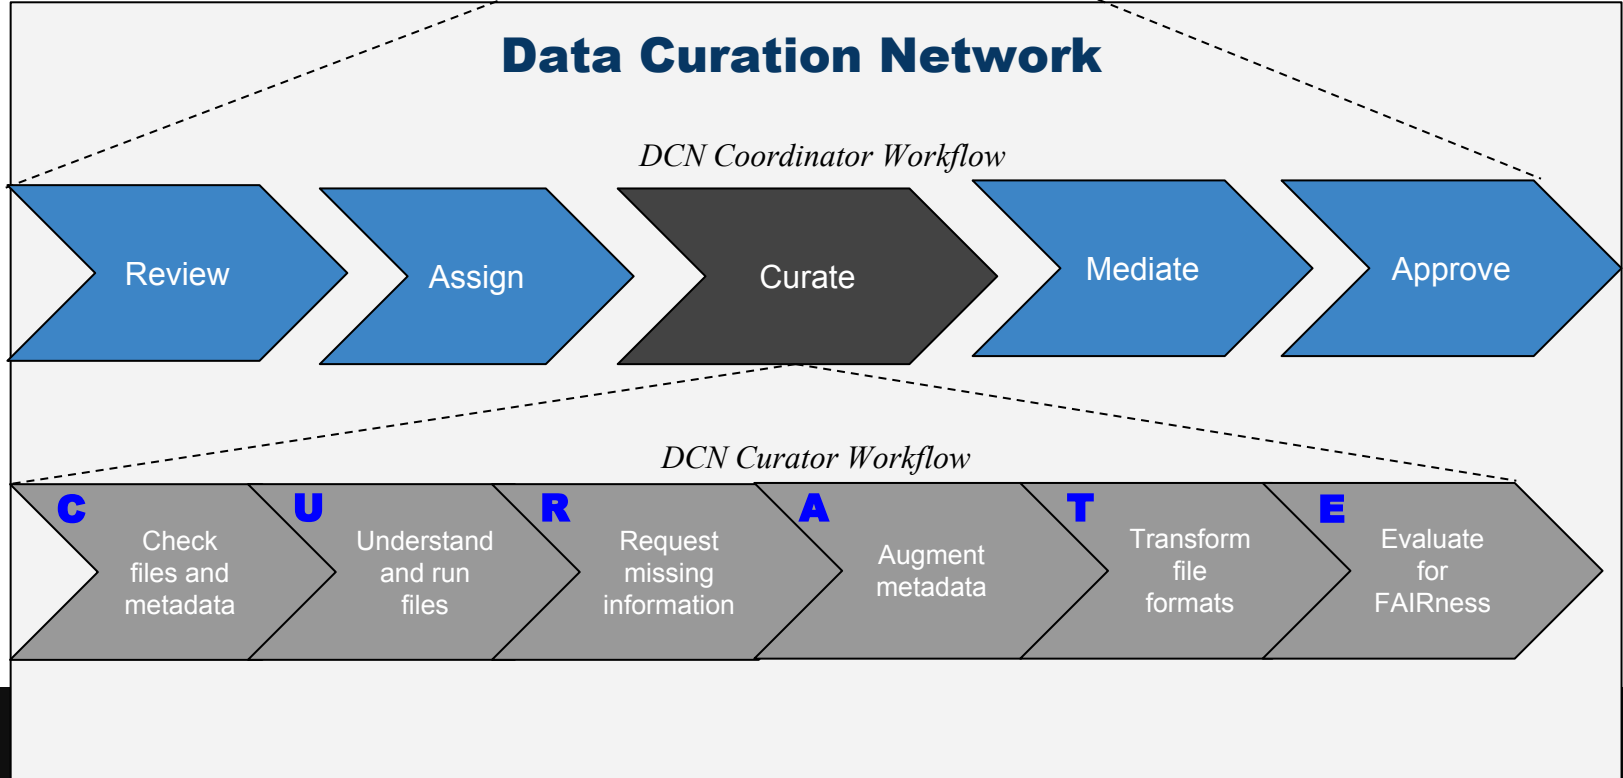 Data Curation Network
DCN Coordinator Workflow
Review
Assign
Curate
Mediate
Approve
DCN Curator Workflow
C
Check
files and
metadata
U
Understand
and run
files
R
Request
missing
information
A
Augment
metadata
T
Transform
file
formats
E
Evaluate
for
FAIRness